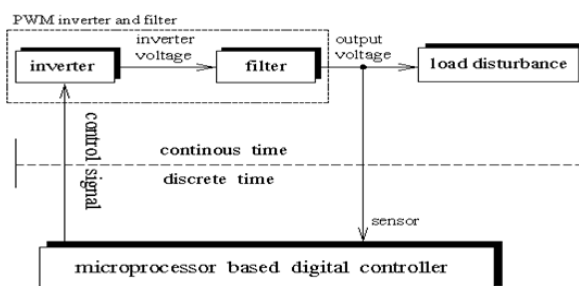 PWM inverter and filter
inverter
voltage
output
voltage
inverter
filter
load disturbance
control signal
continous time
discrete time
sensor
microprocessor based digital controller